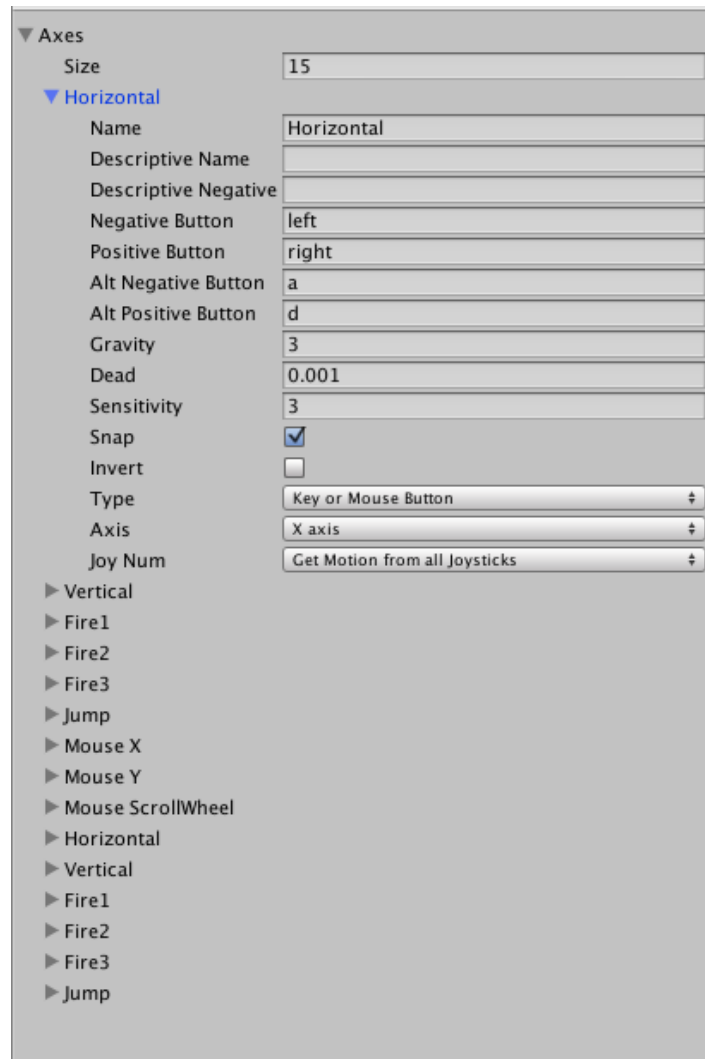 Axes
Size 15
Horizontal
Name Horizontal
Descriptive Name
Descriptive Negative
Negative Button left
Positive Button right
Alt Negative Button a
Alt Positive Button d
Gravity 3
Dead 0.001
Sensitivity 3
Snap
Invert
Type Key or Mouse Button
Axis X axis
Joy Num Get Motion from all Joysticks
Vertical
Fire1
Fire2
Fire3
Jump
Mouse X
Mouse Y
Mouse ScrollWheel
Horizontal
Vertical
Fire1
Fire2
Fire3
Jump